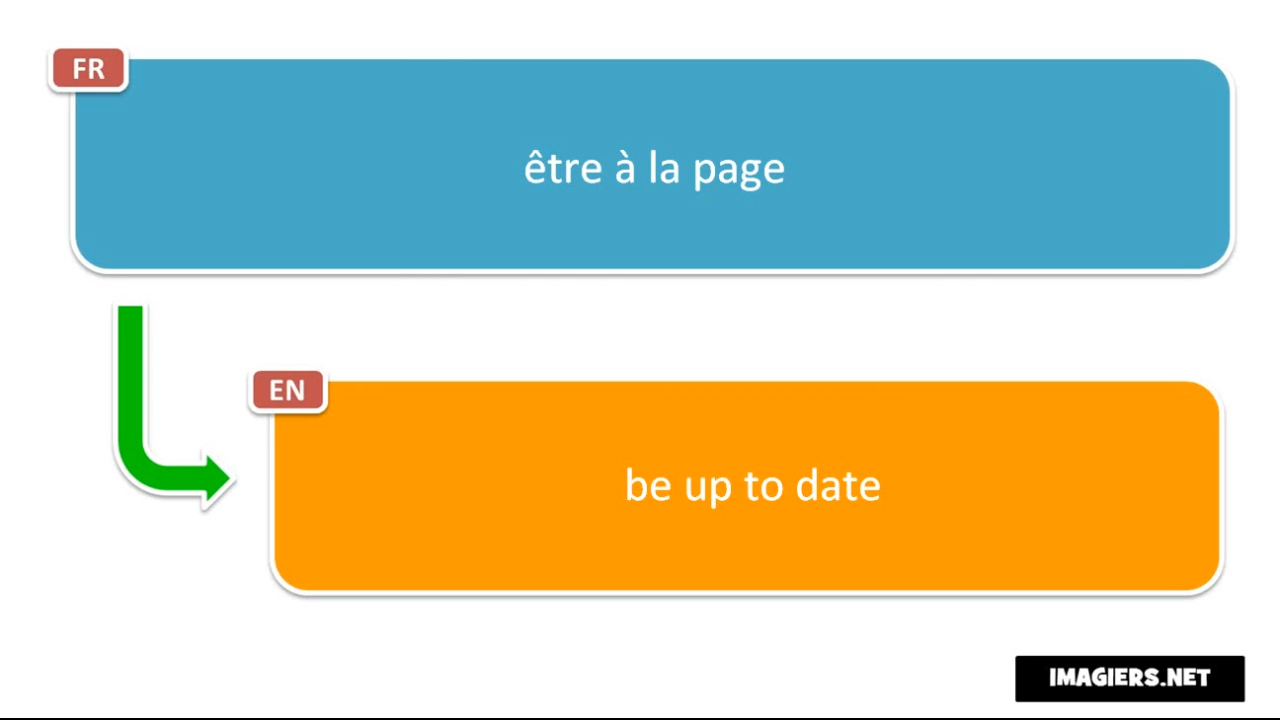 FR
être à la page
EN
be up to date
IMAGIERS.NET